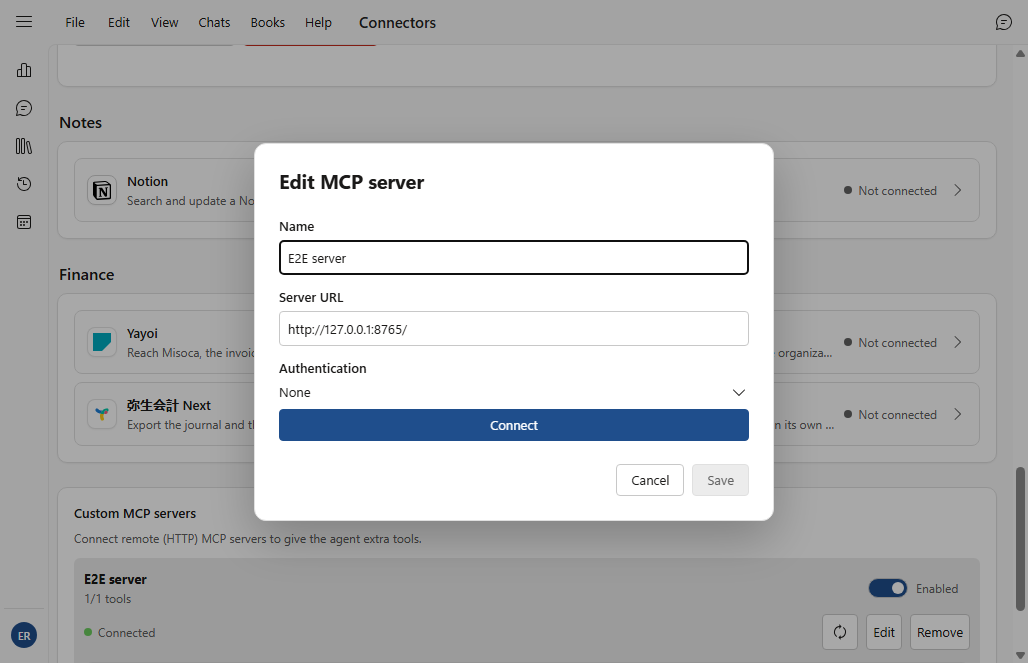 File Edit View Chats Books Help Connectors
Notes
Notion
Search and update a No
Not connected
Finance
Yayoi
Reach Misoca, the invoic
organiza...
Not connected
弥生会計 Next
Export the journal and th
n its own ...
Not connected
Edit MCP server
Name
E2E server
Server URL
http://127.0.0.1:8765/
Authentication
None
Connect
Cancel
Save
Custom MCP servers
Connect remote (HTTP) MCP servers to give the agent extra tools.
E2E server
1/1 tools
Enabled
Connected
Edit
Remove
ER